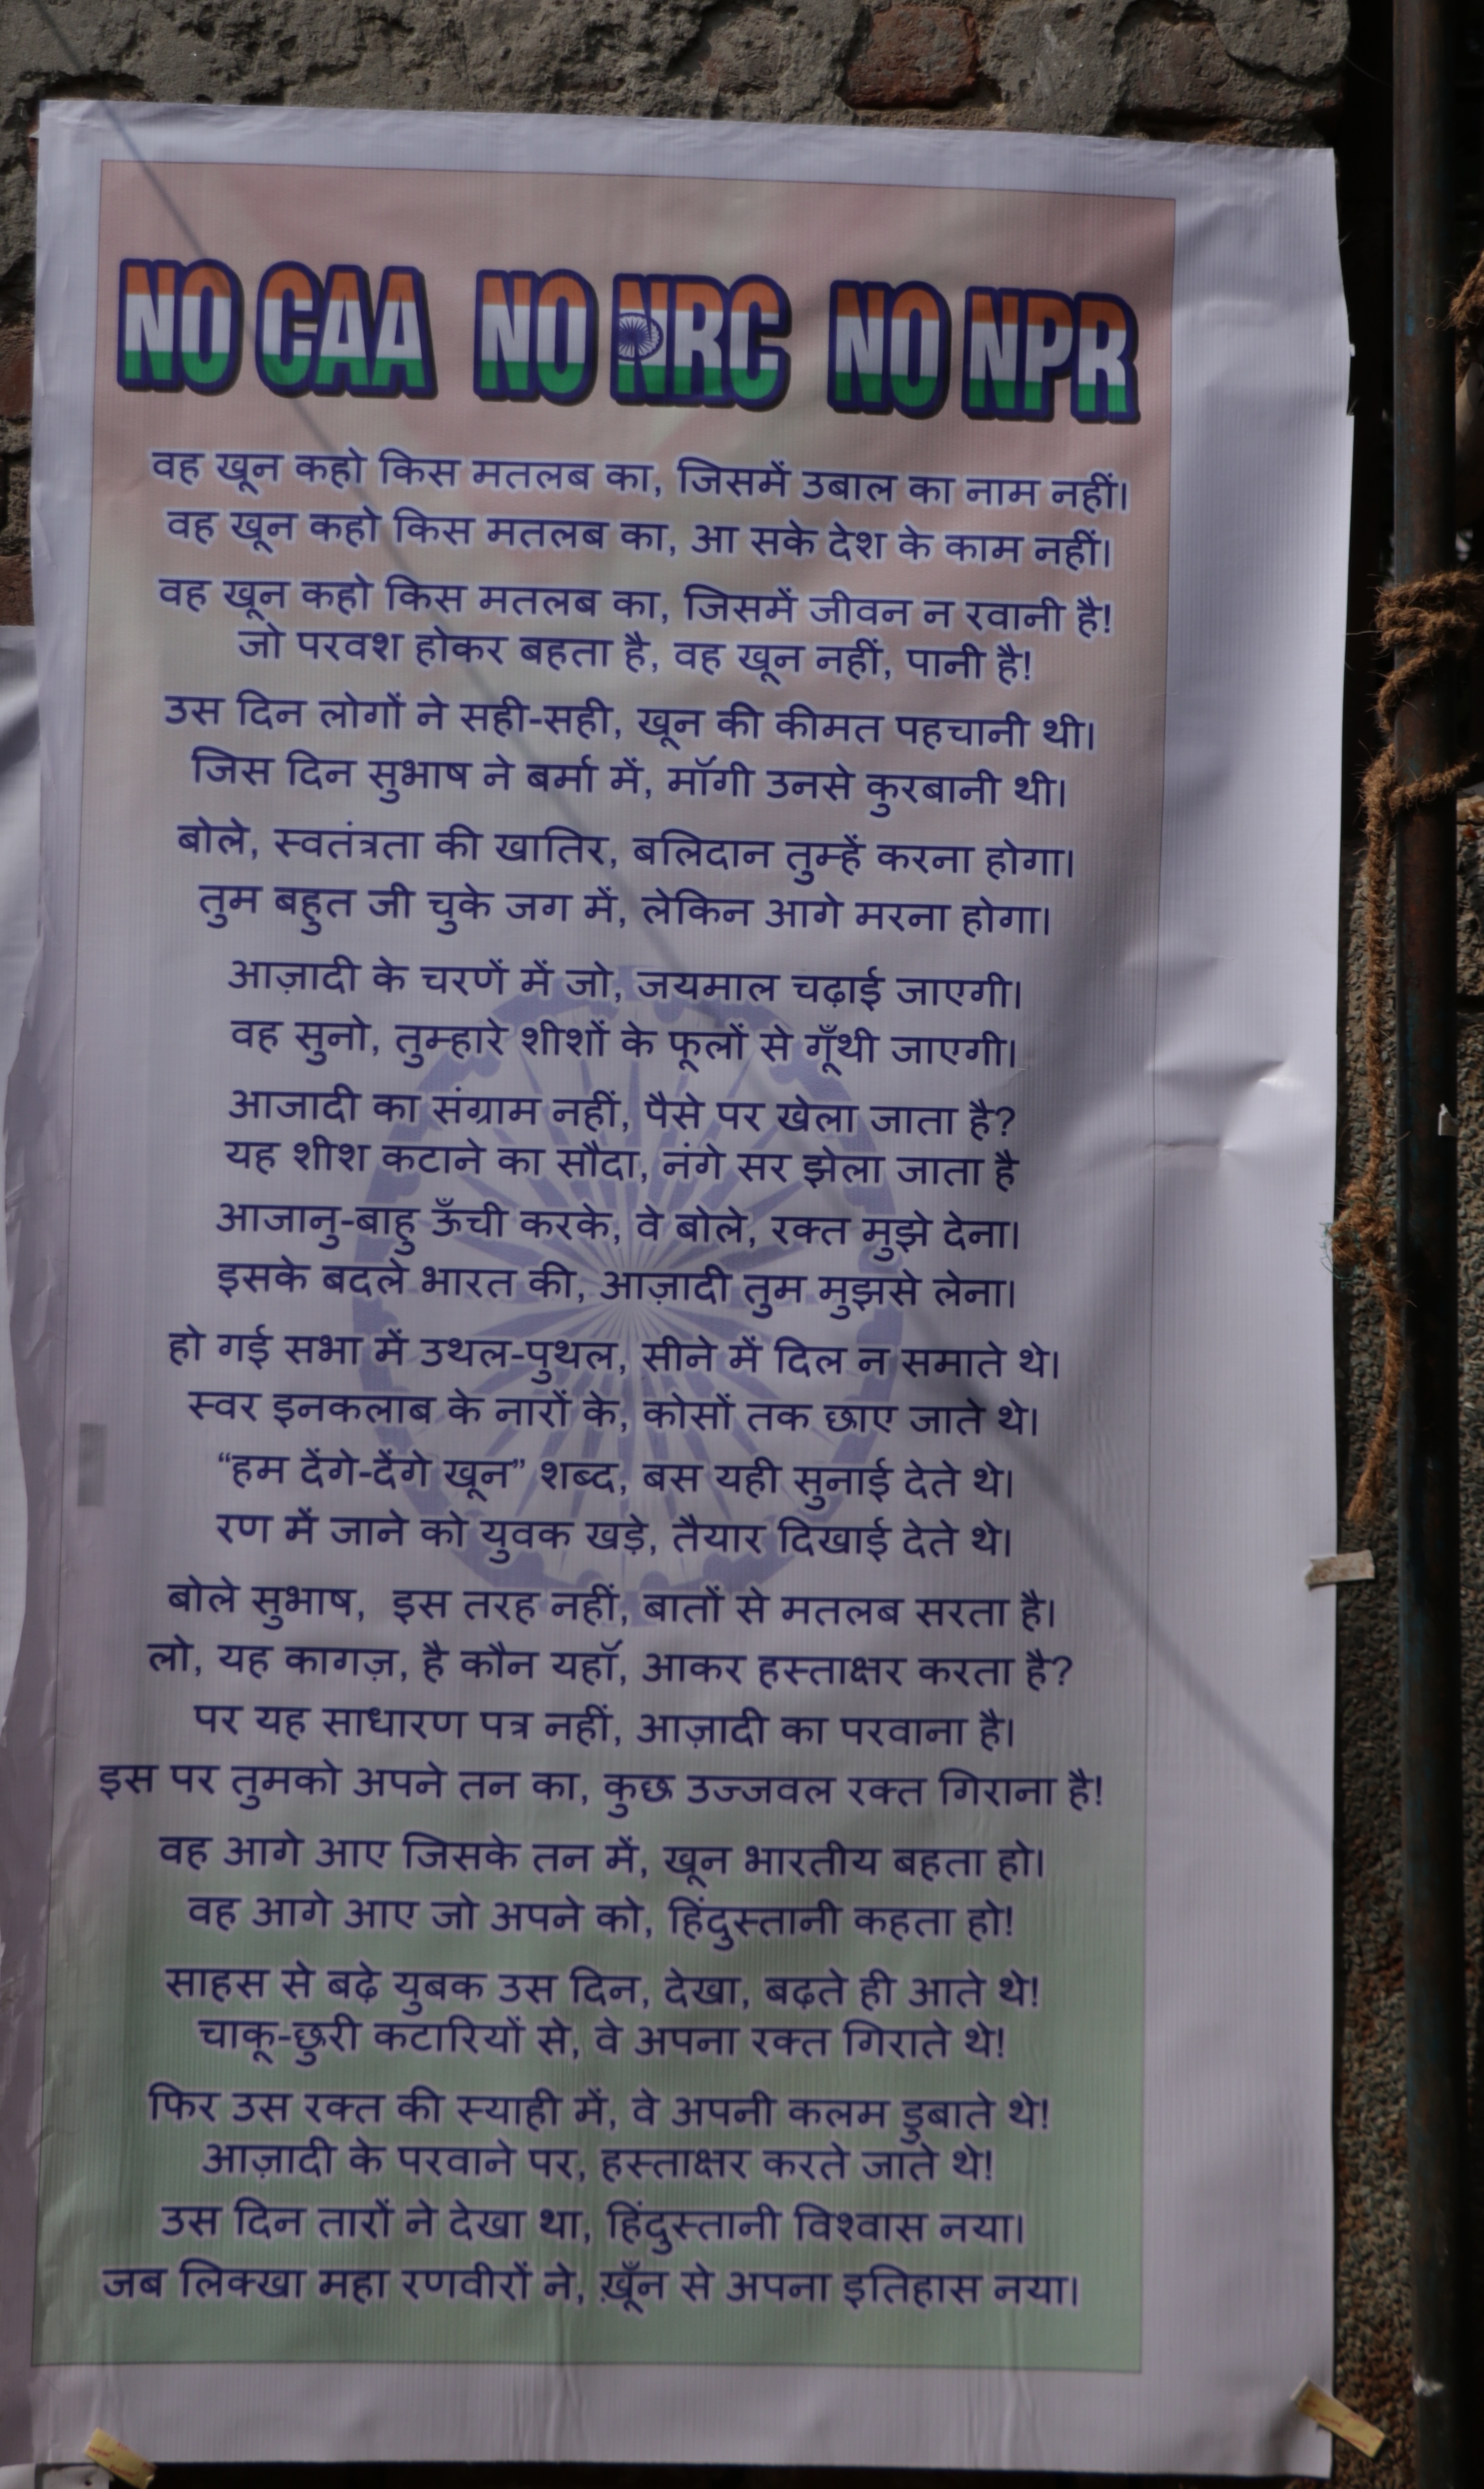 NO CAA NO NRC NO NPR
वह खून कहो किस मतलब का, जिसमें उबाल का नाम नहीं।
वह खून कहो किस मतलब का, आ सके देश के काम नहीं।
वह खून कहो किस मतलब का, जिसमें जीवन न रवानी है!
जो परवश होकर बहता है, वह खून नहीं, पानी है!
उस दिन लोगों ने सही-सही, खून की कीमत पहचानी थी।
जिस दिन सुभाष ने बर्मा में, मॉगी उनसे कुरबानी थी।
बोले, स्वतंत्रता की खातिर, बलिदान तुम्हें करना होगा।
तुम बहुत जी चुके जग में, लेकिन आगे मरना होगा।
आज़ादी के चरणें में जो, जयमाल चढ़ाई जाएगी।
वह सुनो, तुम्हारे शीशों के फूलों से गूँथी जाएगी।
आजादी का संग्राम नहीं, पैसे पर खेला जाता है?
यह शीश कटाने का सौदा, नंगे सर झेला जाता है
आजानु-बाहु ऊँची करके, वे बोले, रक्त मुझे देना।
इसके बदले भारत की, आज़ादी तुम मुझसे लेना।
हो गई सभा में उथल-पुथल, सीने में दिल न समाते थे।
स्वर इनकलाब के नारों के, कोसों तक छाए जाते थे।
“हम देंगे-देंगे खून” शब्द, बस यही सुनाई देते थे।
रण में जाने को युवक खड़े, तैयार दिखाई देते थे।
बोले सुभाष, इस तरह नहीं, बातों से मतलब सरता है।
लो, यह कागज़, है कौन यहॉ, आकर हस्ताक्षर करता है?
पर यह साधारण पत्र नहीं, आज़ादी का परवाना है।
इस पर तुमको अपने तन का, कुछ उज्जवल रक्त गिराना है!
वह आगे आए जिसके तन में, खून भारतीय बहता हो।
वह आगे आए जो अपने को, हिंदुस्तानी कहता हो!
साहस से बढ़े युबक उस दिन, देखा, बढ़ते ही आते थे!
चाकू-छुरी कटारियों से, वे अपना रक्त गिराते थे!
फिर उस रक्त की स्याही में, वे अपनी कलम डुबाते थे!
आज़ादी के परवाने पर, हस्ताक्षर करते जाते थे!
उस दिन तारों ने देखा था, हिंदुस्तानी विश्वास नया।
जब लिक्खा महा रणवीरों ने, ख़ूँन से अपना इतिहास नया।